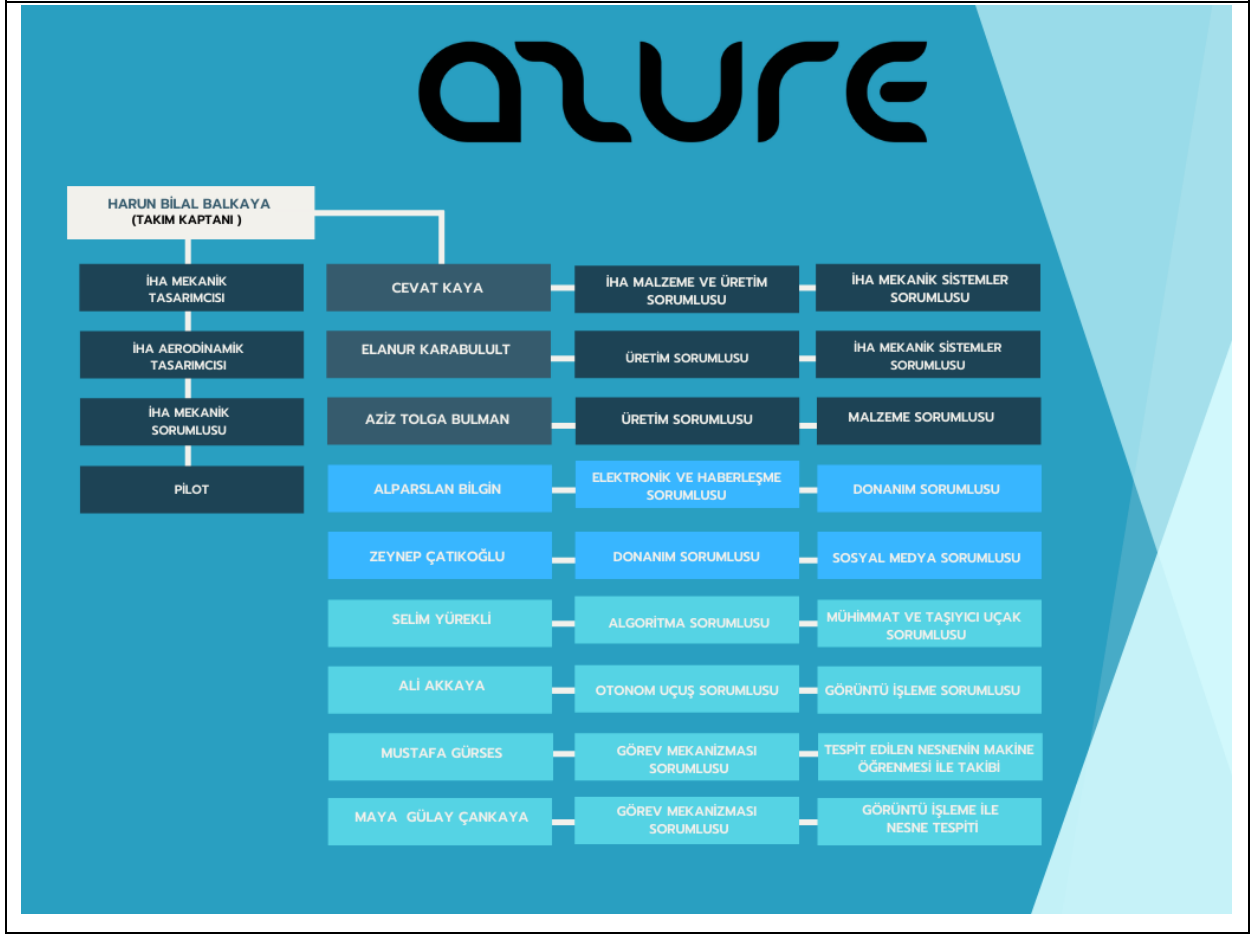 azure
HARUN BİLAL BALKAYA
(TAKIM KAPTANI )
İHA MEKANİK
TASARIMCISI
İHA AERODİNAMİK
TASARIMCISI
İHA MEKANİK
SORUMLUSU
PİLOT
CEVAT KAYA
İHA MALZEME VE ÜRETİM
SORUMLUSU
İHA MEKANİK SİSTEMLER
SORUMLUSU
ELANUR KARABULULT
ÜRETİM SORUMLUSU
İHA MEKANİK SİSTEMLER
SORUMLUSU
AZİZ TOLGA BULMAN
ÜRETİM SORUMLUSU
MALZEME SORUMLUSU
ALPARSLAN BİLGİN
ELEKTRONİK VE HABERLEŞME
SORUMLUSU
DONANIM SORUMLUSU
ZEYNEP ÇATIKOĞLU
DONANIM SORUMLUSU
SOSYAL MEDYA SORUMLUSU
SELİM YÜREKLİ
ALGORİTMA SORUMLUSU
MÜHİMMAT VE TAŞIYICI UÇAK
SORUMLUSU
ALİ AKKAYA
OTONOM UÇUŞ SORUMLUSU
GÖRÜNTÜ İŞLEME SORUMLUSU
MUSTAFA GÜRSES
GÖREV MEKANİZMASI
SORUMLUSU
TESPİT EDİLEN NESNENİN MAKİNE
ÖĞRENMESİ İLE TAKİBİ
MAYA GÜLAY ÇANKAYA
GÖREV MEKANİZMASI
SORUMLUSU
GÖRÜNTÜ İŞLEME İLE
NESNE TESPİTİ